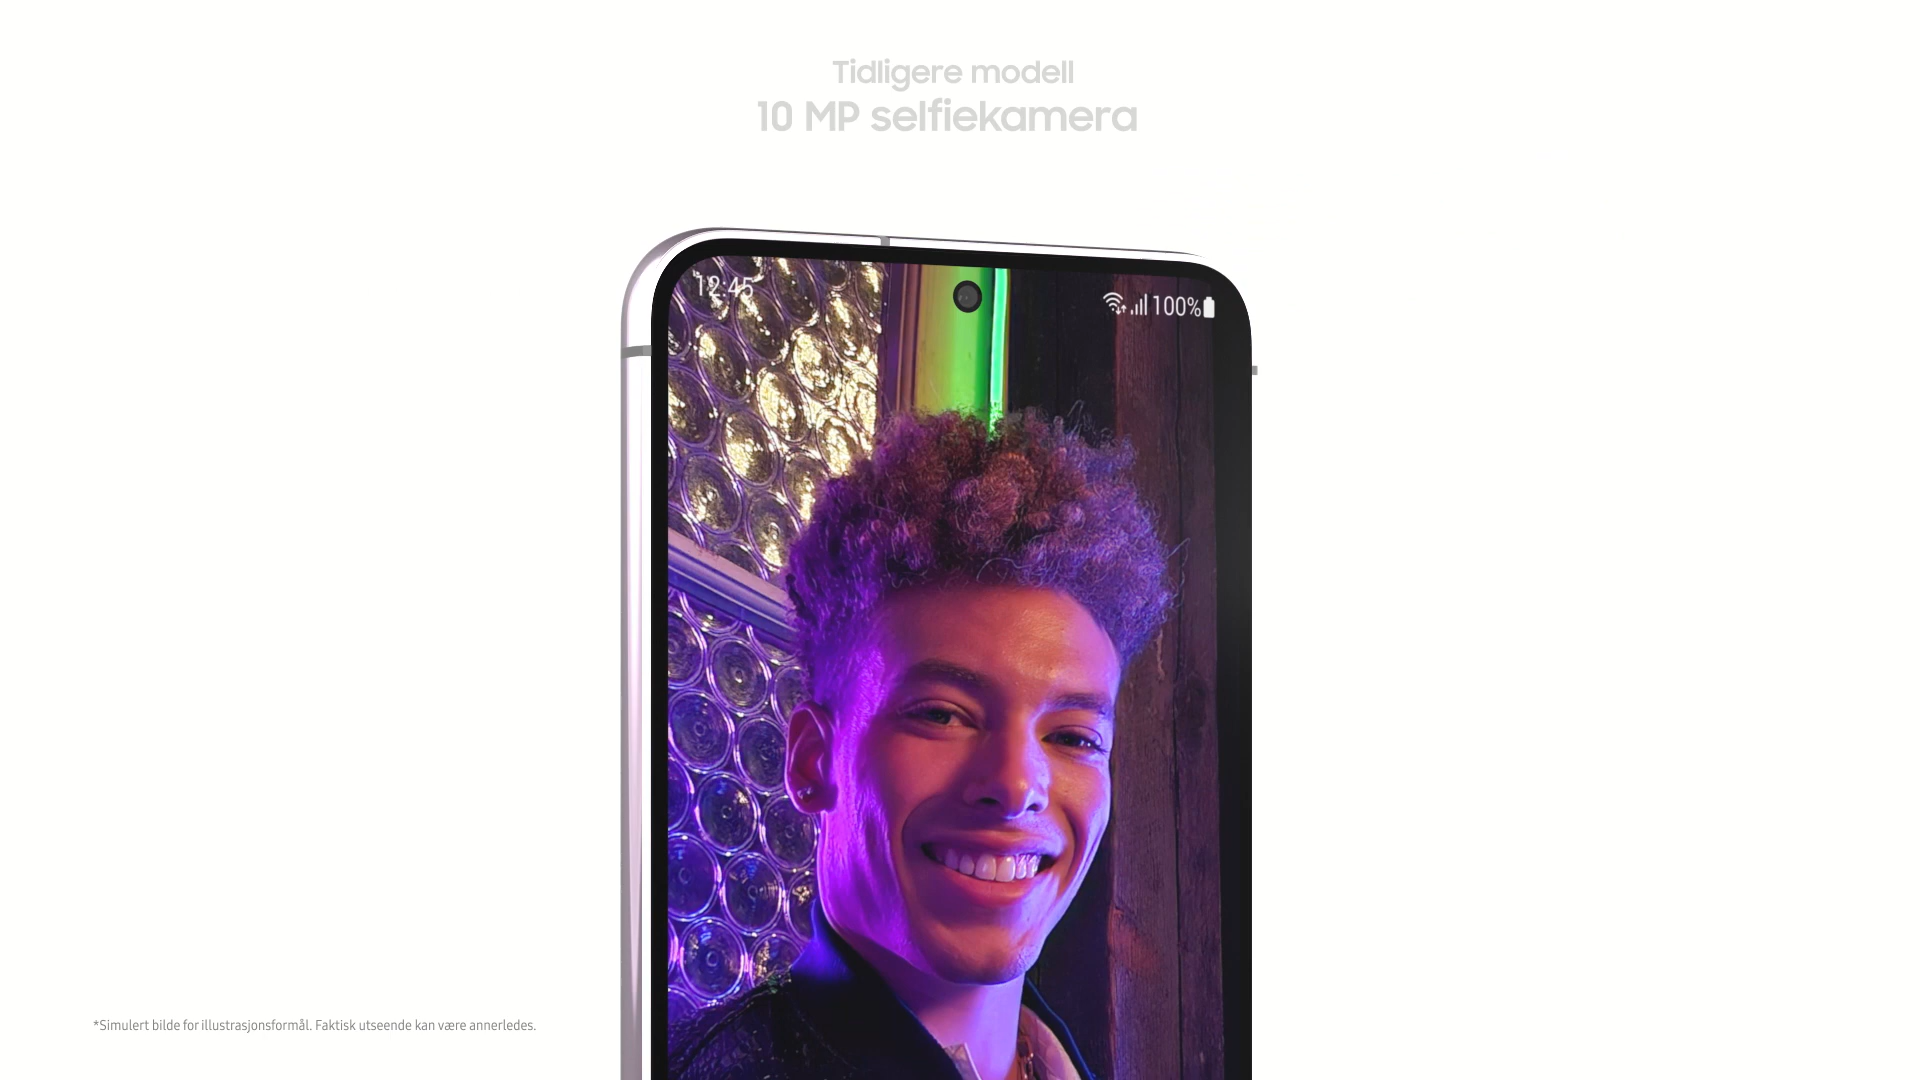 Tidligere modell
10 MP selfiekamera
12:45
100%
*Simulert bilde for illustrasjonsformål. Faktisk utseende kan være annerledes.